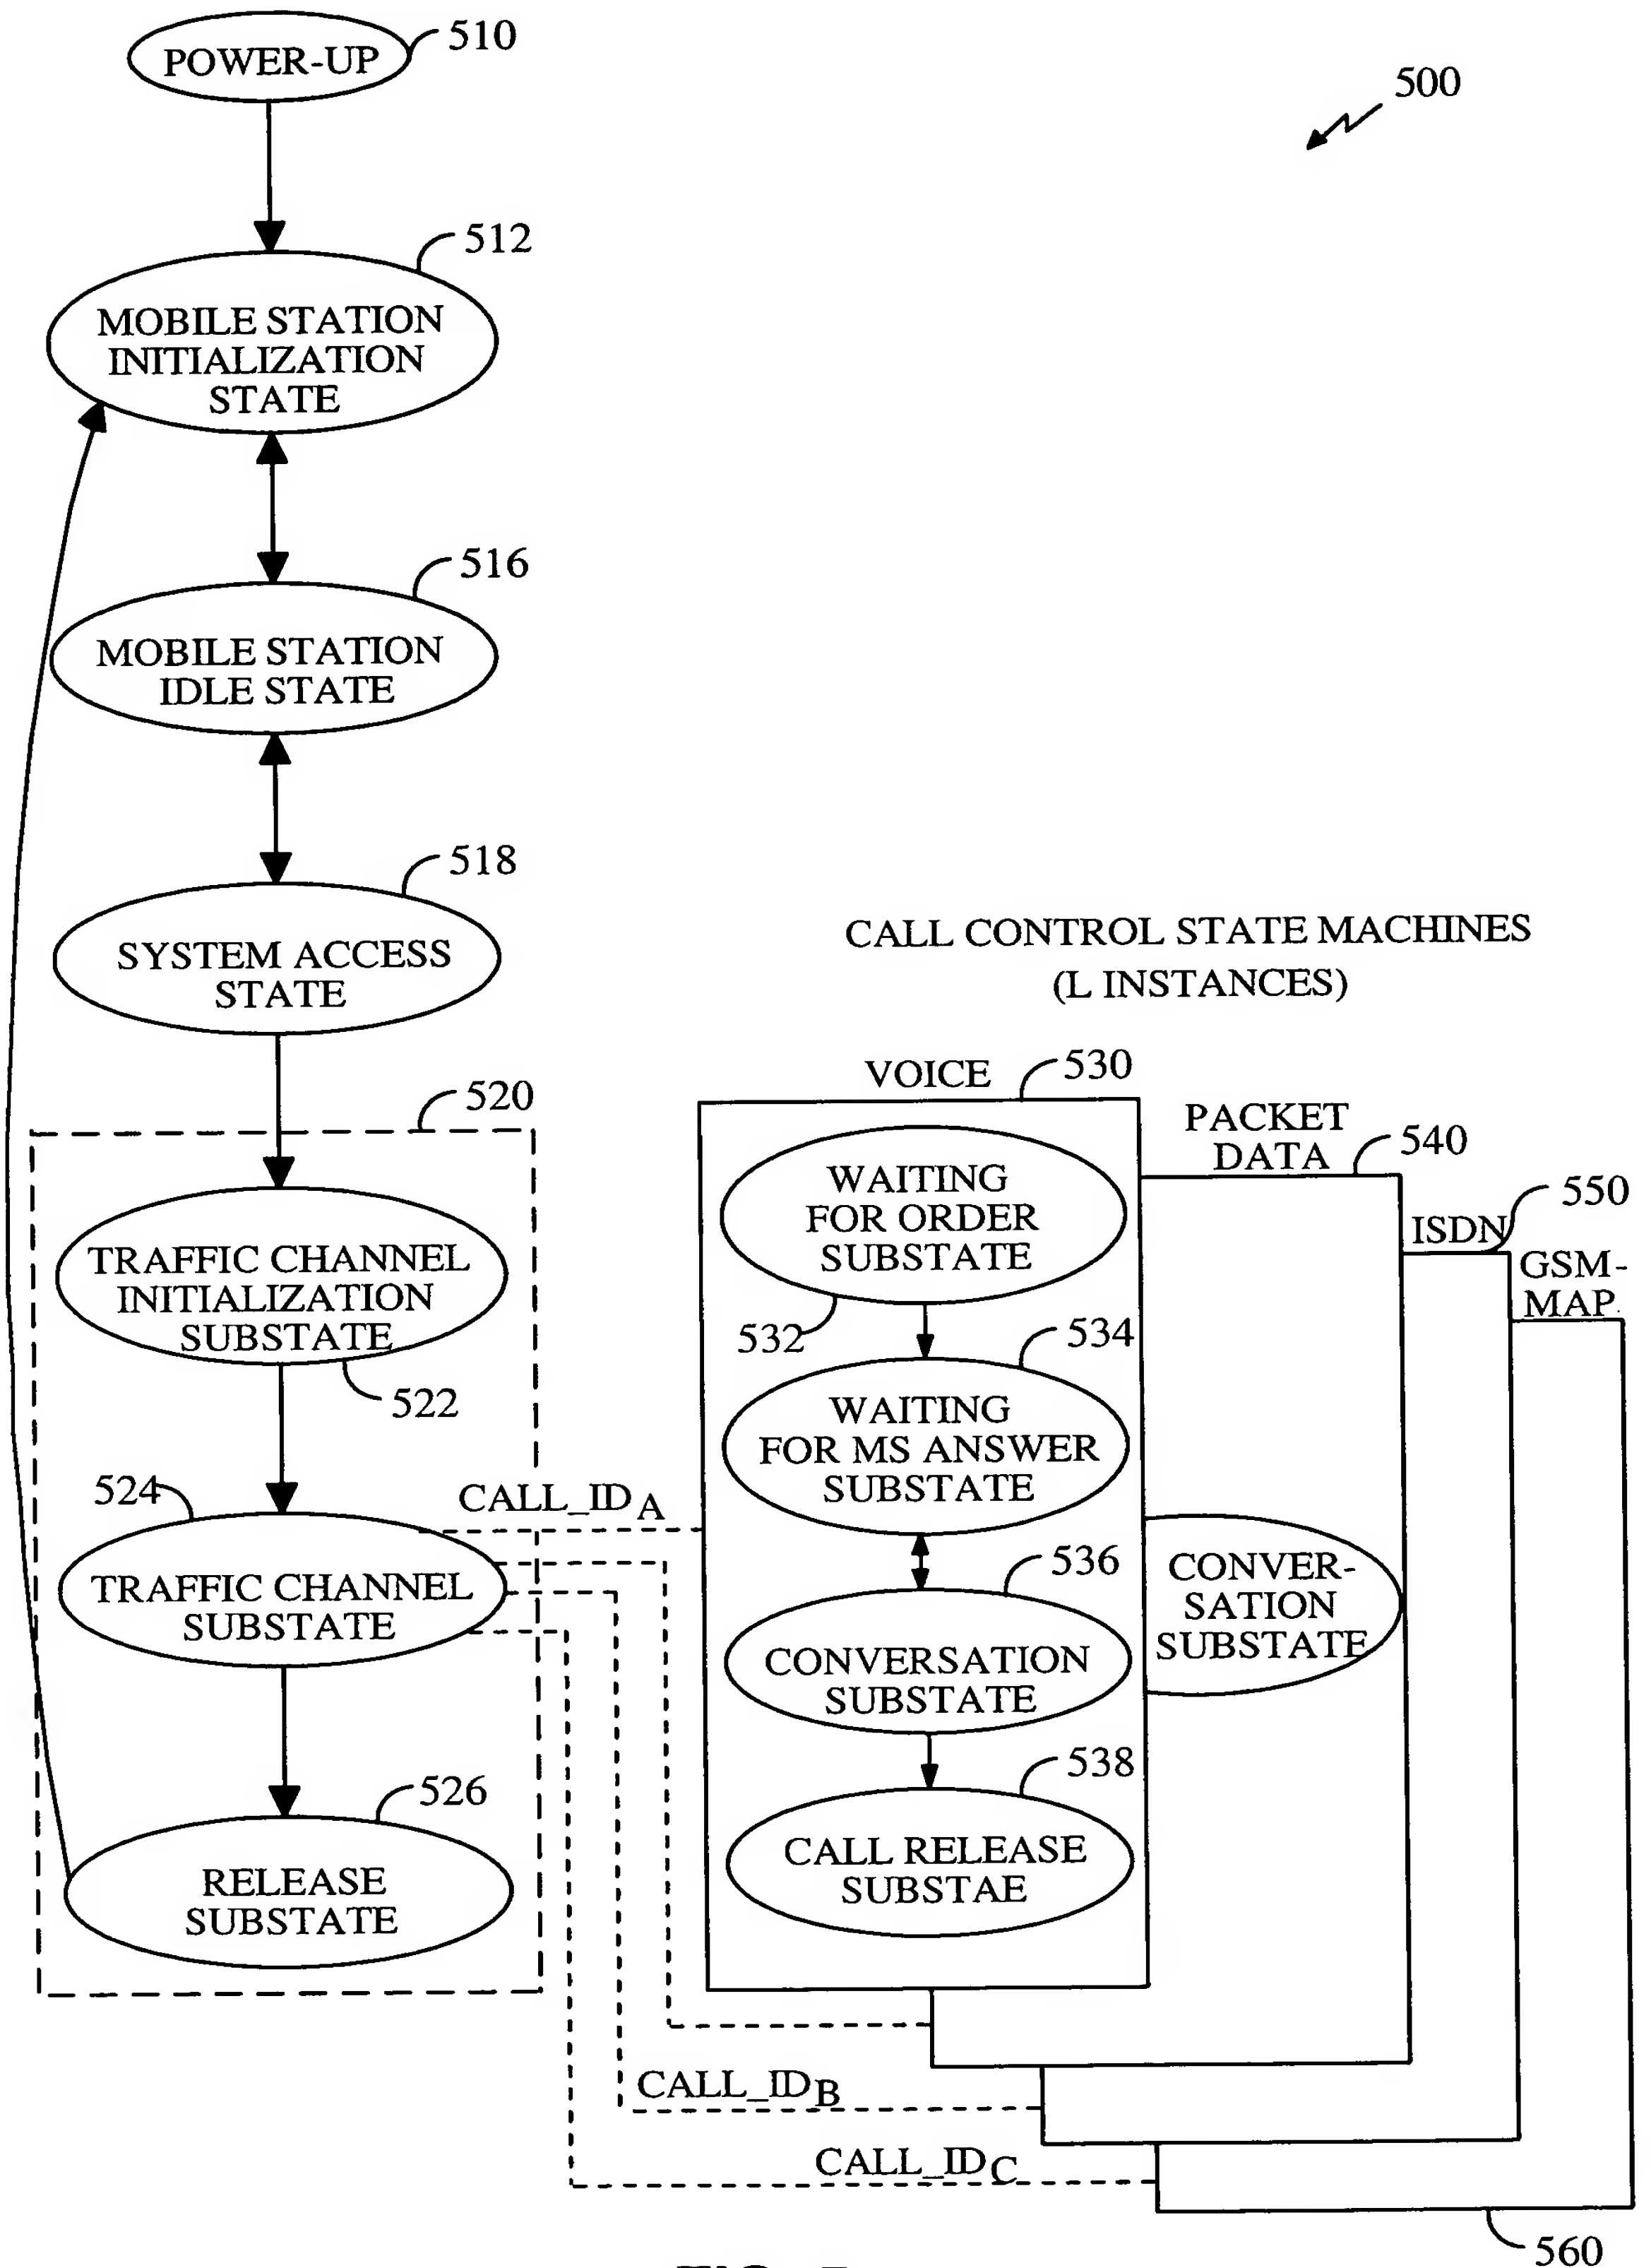 POWER-UP
510
500
512
MOBILE STATION
INITIALIZATION
STATE
516
MOBILE STATION
IDLE STATE
518
SYSTEM ACCESS
STATE
CALL CONTROL STATE MACHINES
(L INSTANCES)
520
TRAFFIC CHANNEL
INITIALIZATION
SUBSTATE
522
524
TRAFFIC CHANNEL
SUBSTATE
526
RELEASE
SUBSTATE
CALL_IDA
CALL_IDB
CALL_IDC
VOICE
530
WAITING
FOR ORDER
SUBSTATE
532
534
WAITING
FOR MS ANSWER
SUBSTATE
536
CONVERSATION
SUBSTATE
538
CALL RELEASE
SUBSTAE
PACKET
DATA
540
CONVER-
SATION
SUBSTATE
ISDN
550
GSM-
MAP
560